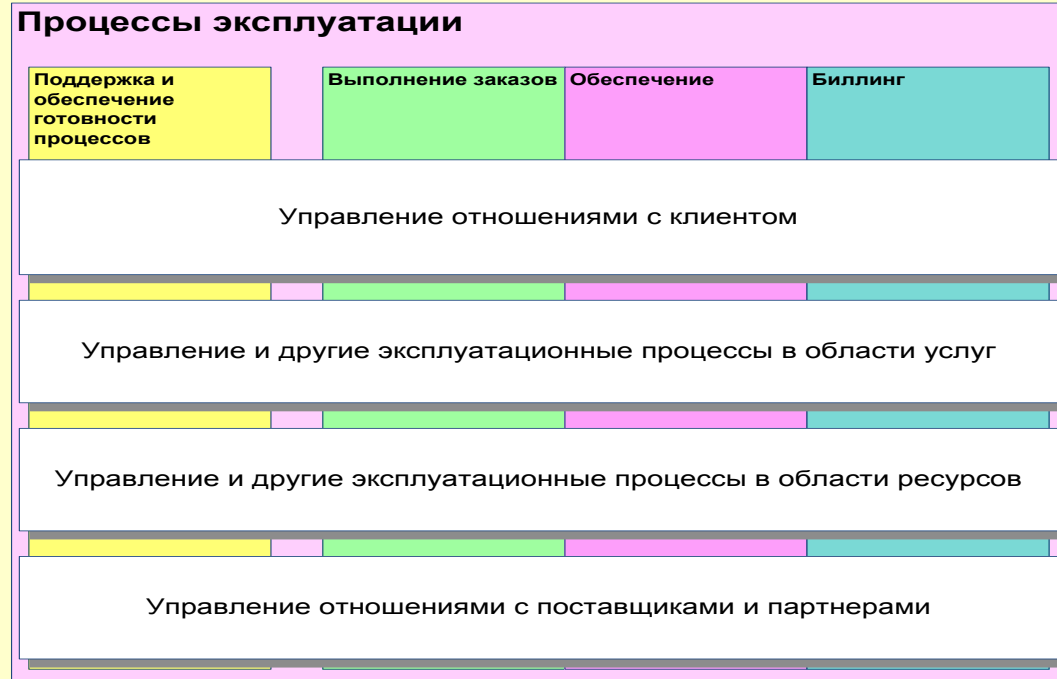 Процессы эксплуатации
Поддержка и
обеспечение
готовности
процессов
Выполнение заказов
Обеспечение
Биллинг
Управление отношениями с клиентом
Управление и другие эксплуатационные процессы в области услуг
Управление и другие эксплуатационные процессы в области ресурсов
Управление отношениями с поставщиками и партнерами